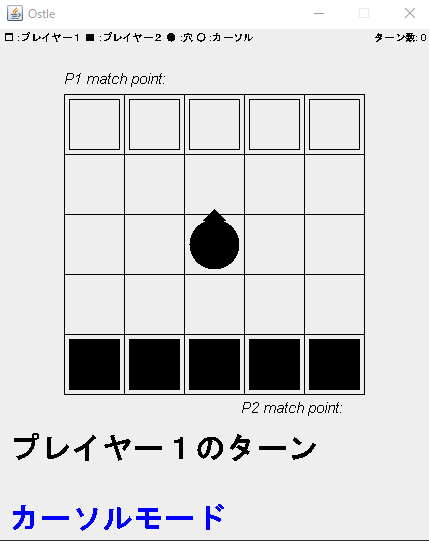 Ostle
□ :プレイヤー１ ■ :プレイヤー２ ● :穴 ○ :カーソル ターン数: 0
P1 match point:
P2 match point:
プレイヤー１のターン
カーソルモード